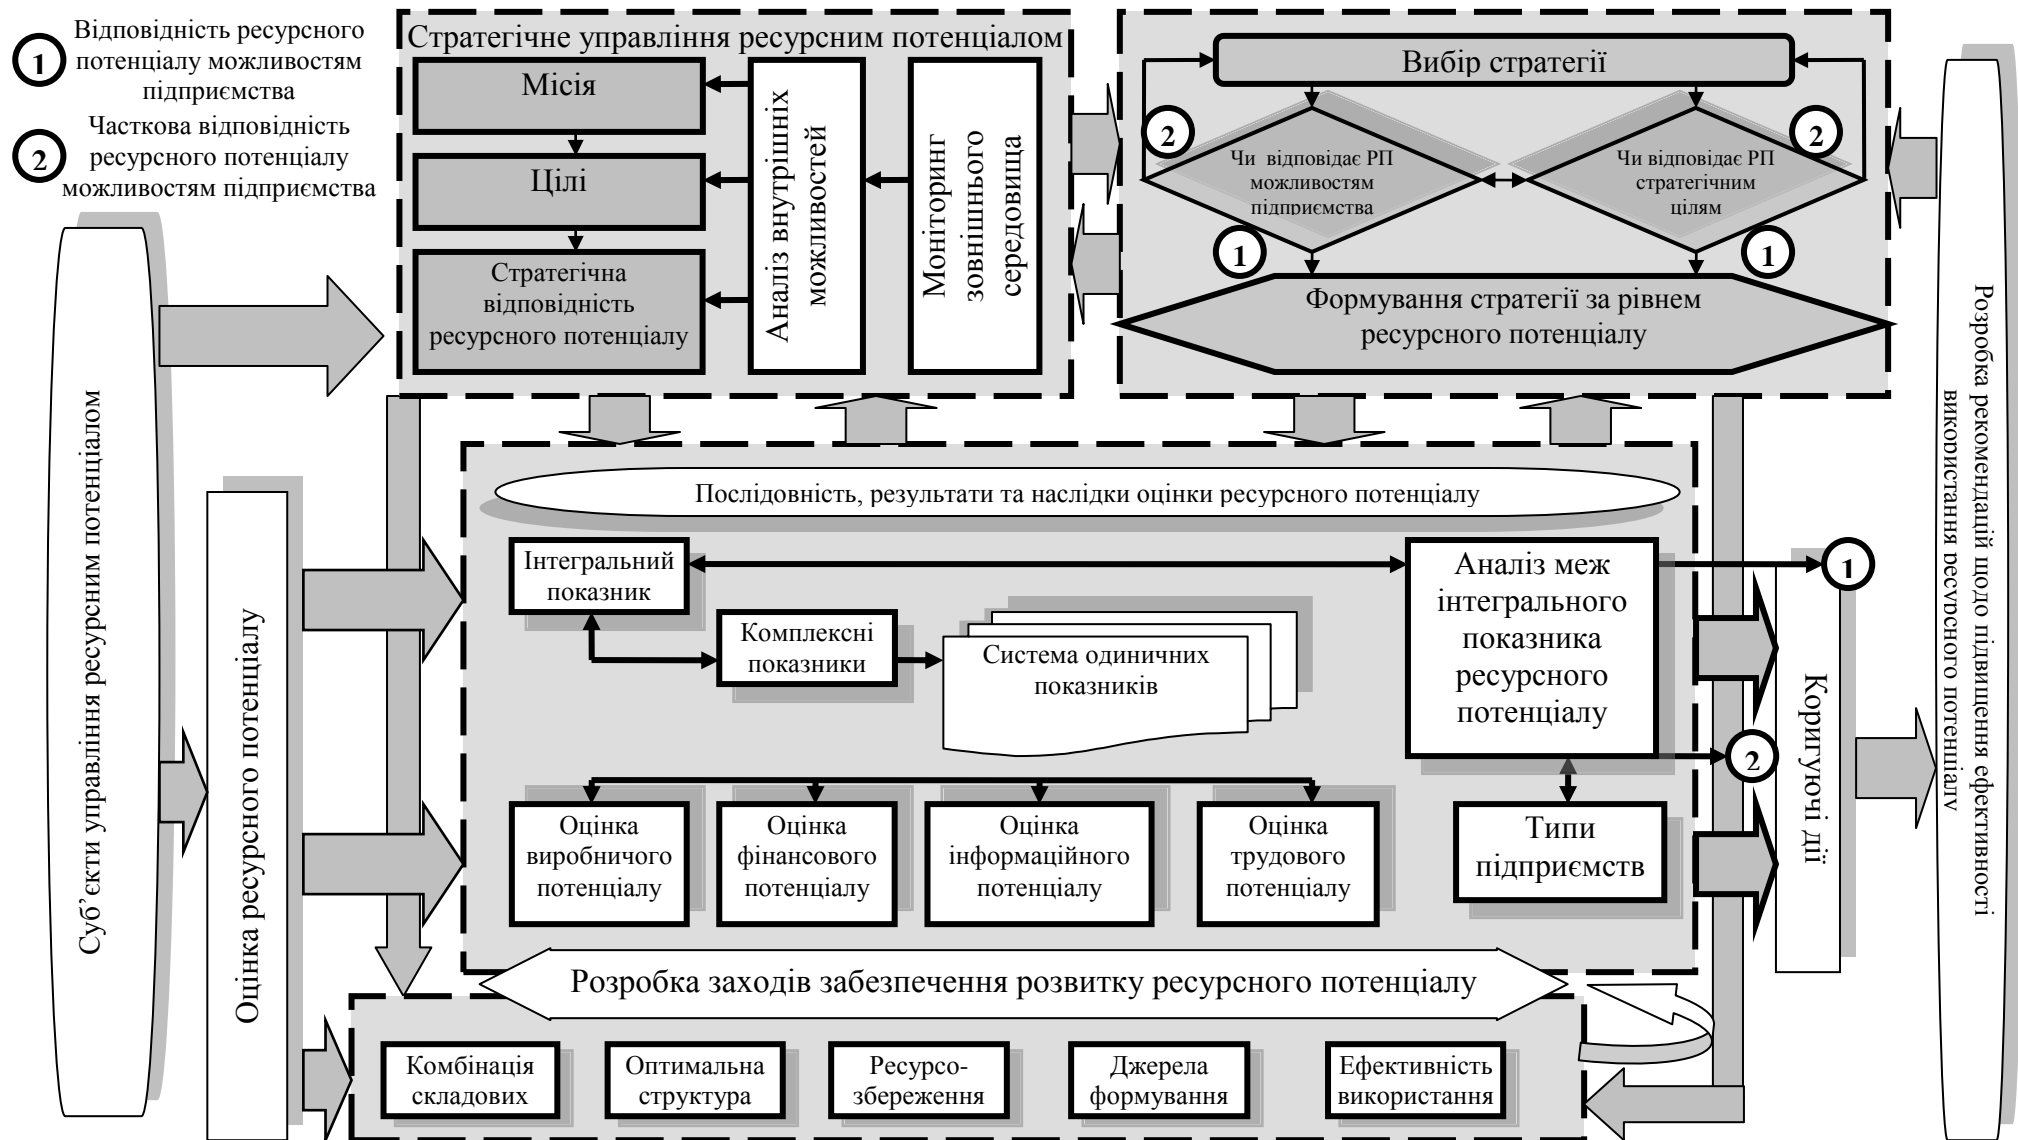 1
Відповідність ресурсного
потенціалу можливостям
підприємства
2
Часткова відповідність
ресурсного потенціалу
можливостям підприємства
Стратегічне управління ресурсним потенціалом
Місія
Цілі
Стратегічна
відповідність
ресурсного потенціалу
Аналіз внутрішніх
можливостей
Моніторинг
зовнішнього
середовища
Вибір стратегії
2
2
Чи відповідає РП
можливостям
підприємства
Чи відповідає РП
стратегічним
цілям
1
1
Формування стратегії за рівнем
ресурсного потенціалу
Суб’єкти управління ресурсним потенціалом
Оцінка ресурсного потенціалу
Послідовність, результати та наслідки оцінки ресурсного потенціалу
Інтегральний
показник
Комплексні
показники
Система одиничних
показників
Аналіз меж
інтегрального
показника
ресурсного
потенціалу
1
2
Оцінка
виробничого
потенціалу
Оцінка
фінансового
потенціалу
Оцінка
інформаційного
потенціалу
Оцінка
трудового
потенціалу
Типи
підприємств
Коригуючі дії
Розробка рекомендацій щодо підвищення ефективності
використання ресурсного потенціалу
Розробка заходів забезпечення розвитку ресурсного потенціалу
Комбінація
складових
Оптимальна
структура
Ресурсо-
збереження
Джерела
формування
Ефективність
використання